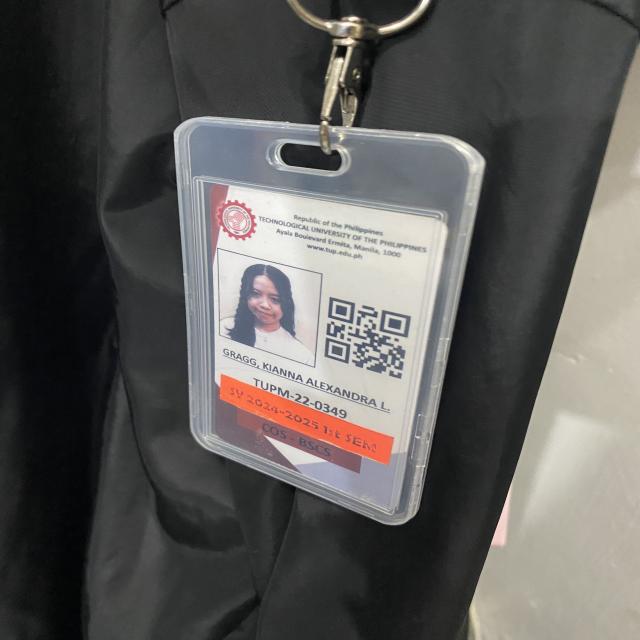 Republic of the Philippines
TECHNOLOGICAL UNIVERSITY OF THE PHILIPPINES
Ayala Boulevard Ermita, Manila, 1000
www.tup.edu.ph
GRAGG, KIANNA ALEXANDRA L.
TUPM-22-0349
SY 2024-2025 1st SEM
COS - BSCS